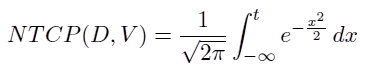 NTCP(D, V) = \frac{1}{\sqrt{2\pi}} \int_{-\infty}^{t} e^{-\frac{x^2}{2}} dx